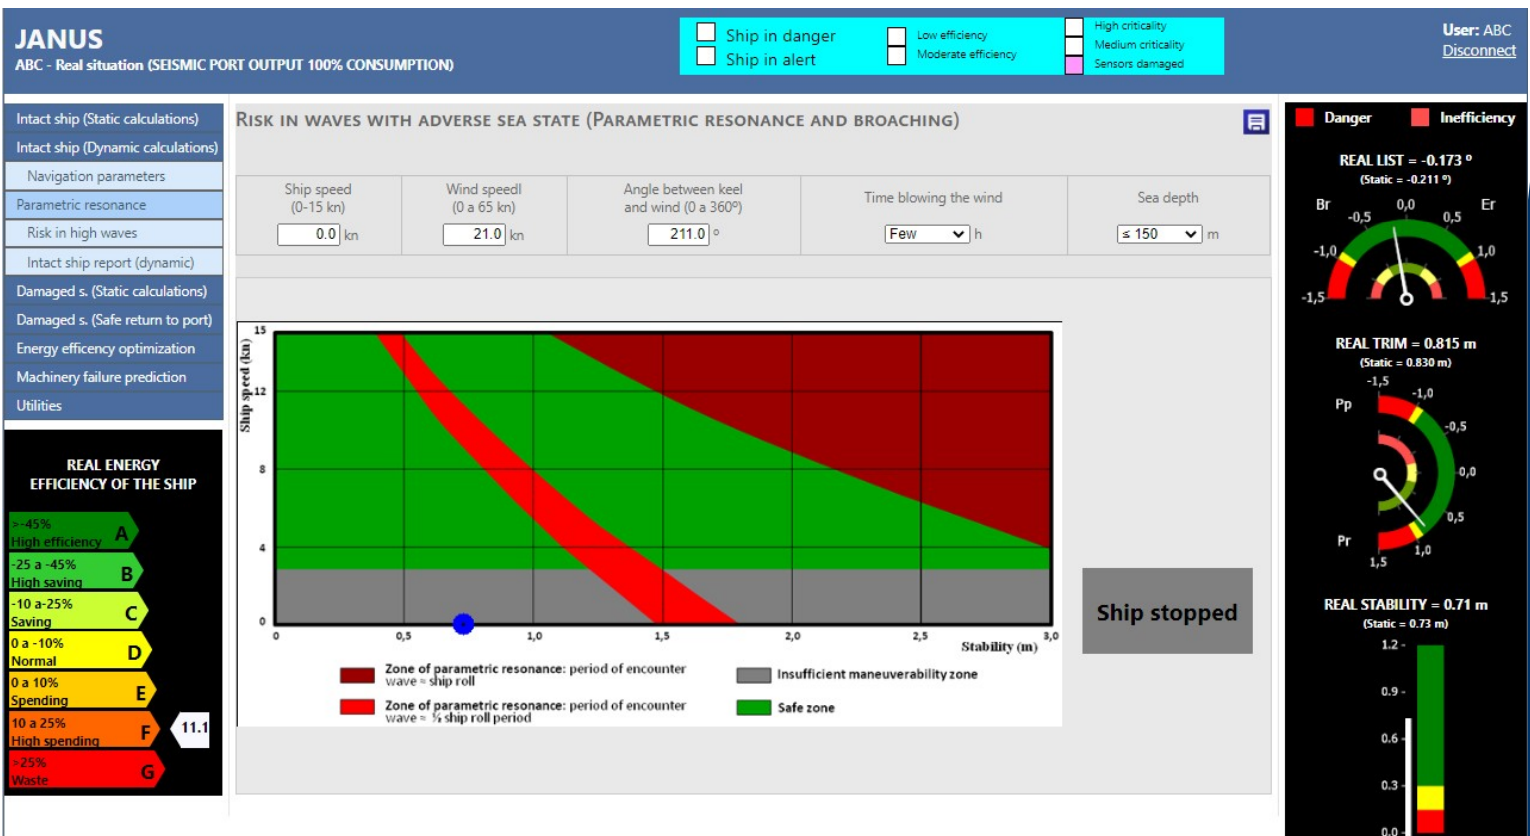 JANUS
ABC - Real situation (SEISMIC PORT OUTPUT 100% CONSUMPTION)
Ship in danger
Ship in alert
Low efficiency
Moderate efficiency
High criticality
Medium criticality
Sensors damaged
User: ABC
Disconnect
Intact ship (Static calculations)
Intact ship (Dynamic calculations)
Navigation parameters
Parametric resonance
Risk in high waves
Intact ship report (dynamic)
Damaged s. (Static calculations)
Damaged s. (Safe return to port)
Energy efficency optimization
Machinery failure prediction
Utilities
REAL ENERGY
EFFICIENCY OF THE SHIP
>-45%
High efficiency A
-25 a -45%
High saving B
-10 a-25%
Saving C
0 a -10%
Normal D
0 a 10%
Spending E
10 a 25%
High spending F
11.1
>25%
Waste G
RISK IN WAVES WITH ADVERSE SEA STATE (PARAMETRIC RESONANCE AND BROACHING)
Ship speed
(0-15 kn)
0.0 kn
Wind speedl
(0 a 65 kn)
21.0 kn
Angle between keel
and wind (0 a 360º)
211.0 º
Time blowing the wind
Few h
Sea depth
≤ 150 m
Ship speed (kn)
15
12
8
4
0
0 0,5 1,0 1,5 2,0 2,5 3,0
Stability (m)
Zone of parametric resonance: period of encounter
wave = ship roll
Zone of parametric resonance: period of encounter
wave = ½ ship roll period
Insufficient maneuverability zone
Safe zone
Ship stopped
Danger
Inefficiency
REAL LIST = -0.173 º
(Static = -0.211 º)
Br
Er
-1,5 -1,0 -0,5 0,0 0,5 1,0 1,5
REAL TRIM = 0.815 m
(Static = 0.830 m)
Pp
Pr
-1,5
-1,0
-0,5
0,0
0,5
1,0
1,5
REAL STABILITY = 0.71 m
(Static = 0.73 m)
1.2 -
0.9 -
0.6 -
0.3 -
0.0 -